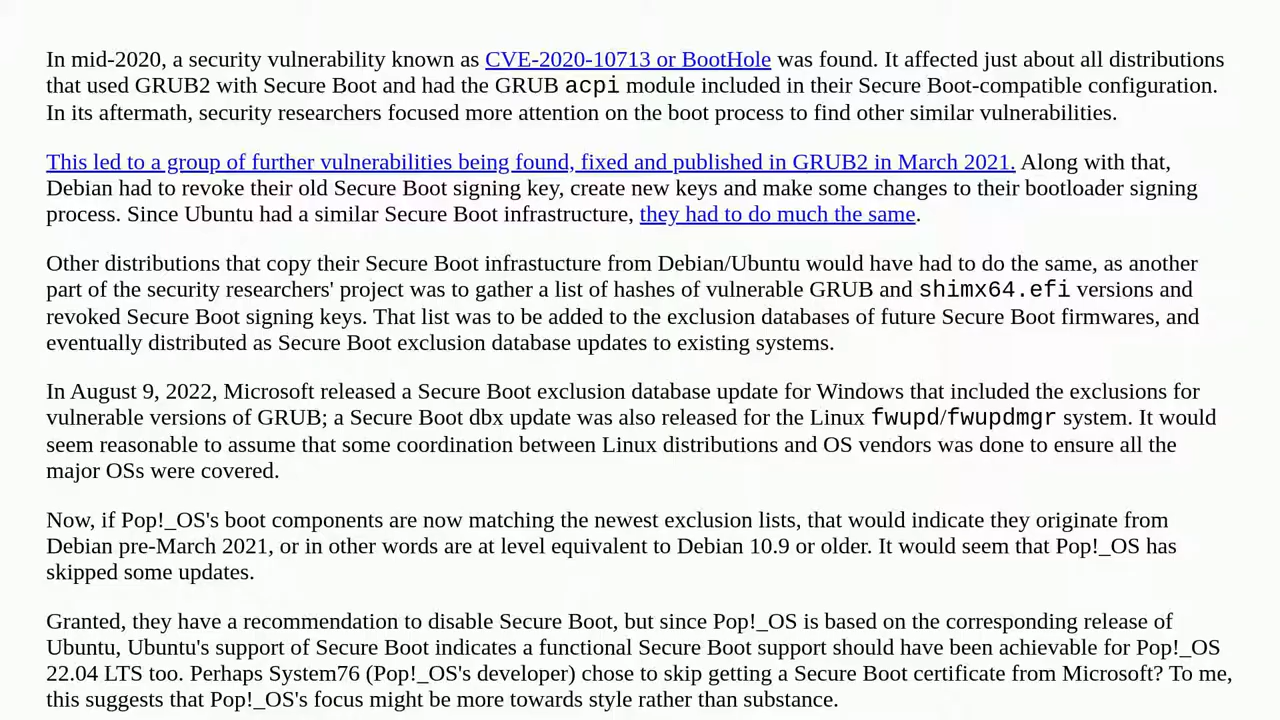 In mid-2020, a security vulnerability known as CVE-2020-10713 or BootHole was found. It affected just about all distributions
that used GRUB2 with Secure Boot and had the GRUB acpi module included in their Secure Boot-compatible configuration.
In its aftermath, security researchers focused more attention on the boot process to find other similar vulnerabilities.
This led to a group of further vulnerabilities being found, fixed and published in GRUB2 in March 2021. Along with that,
Debian had to revoke their old Secure Boot signing key, create new keys and make some changes to their bootloader signing
process. Since Ubuntu had a similar Secure Boot infrastructure, they had to do much the same.
Other distributions that copy their Secure Boot infrastucture from Debian/Ubuntu would have had to do the same, as another
part of the security researchers' project was to gather a list of hashes of vulnerable GRUB and shimx64.efi versions and
revoked Secure Boot signing keys. That list was to be added to the exclusion databases of future Secure Boot firmwares, and
eventually distributed as Secure Boot exclusion database updates to existing systems.
In August 9, 2022, Microsoft released a Secure Boot exclusion database update for Windows that included the exclusions for
vulnerable versions of GRUB; a Secure Boot dbx update was also released for the Linux fwupd/fwupdmgr system. It would
seem reasonable to assume that some coordination between Linux distributions and OS vendors was done to ensure all the
major OSs were covered.
Now, if Pop!_OS's boot components are now matching the newest exclusion lists, that would indicate they originate from
Debian pre-March 2021, or in other words are at level equivalent to Debian 10.9 or older. It would seem that Pop!_OS has
skipped some updates.
Granted, they have a recommendation to disable Secure Boot, but since Pop!_OS is based on the corresponding release of
Ubuntu, Ubuntu's support of Secure Boot indicates a functional Secure Boot support should have been achievable for Pop!_OS
22.04 LTS too. Perhaps System76 (Pop!_OS's developer) chose to skip getting a Secure Boot certificate from Microsoft? To me,
this suggests that Pop!_OS's focus might be more towards style rather than substance.